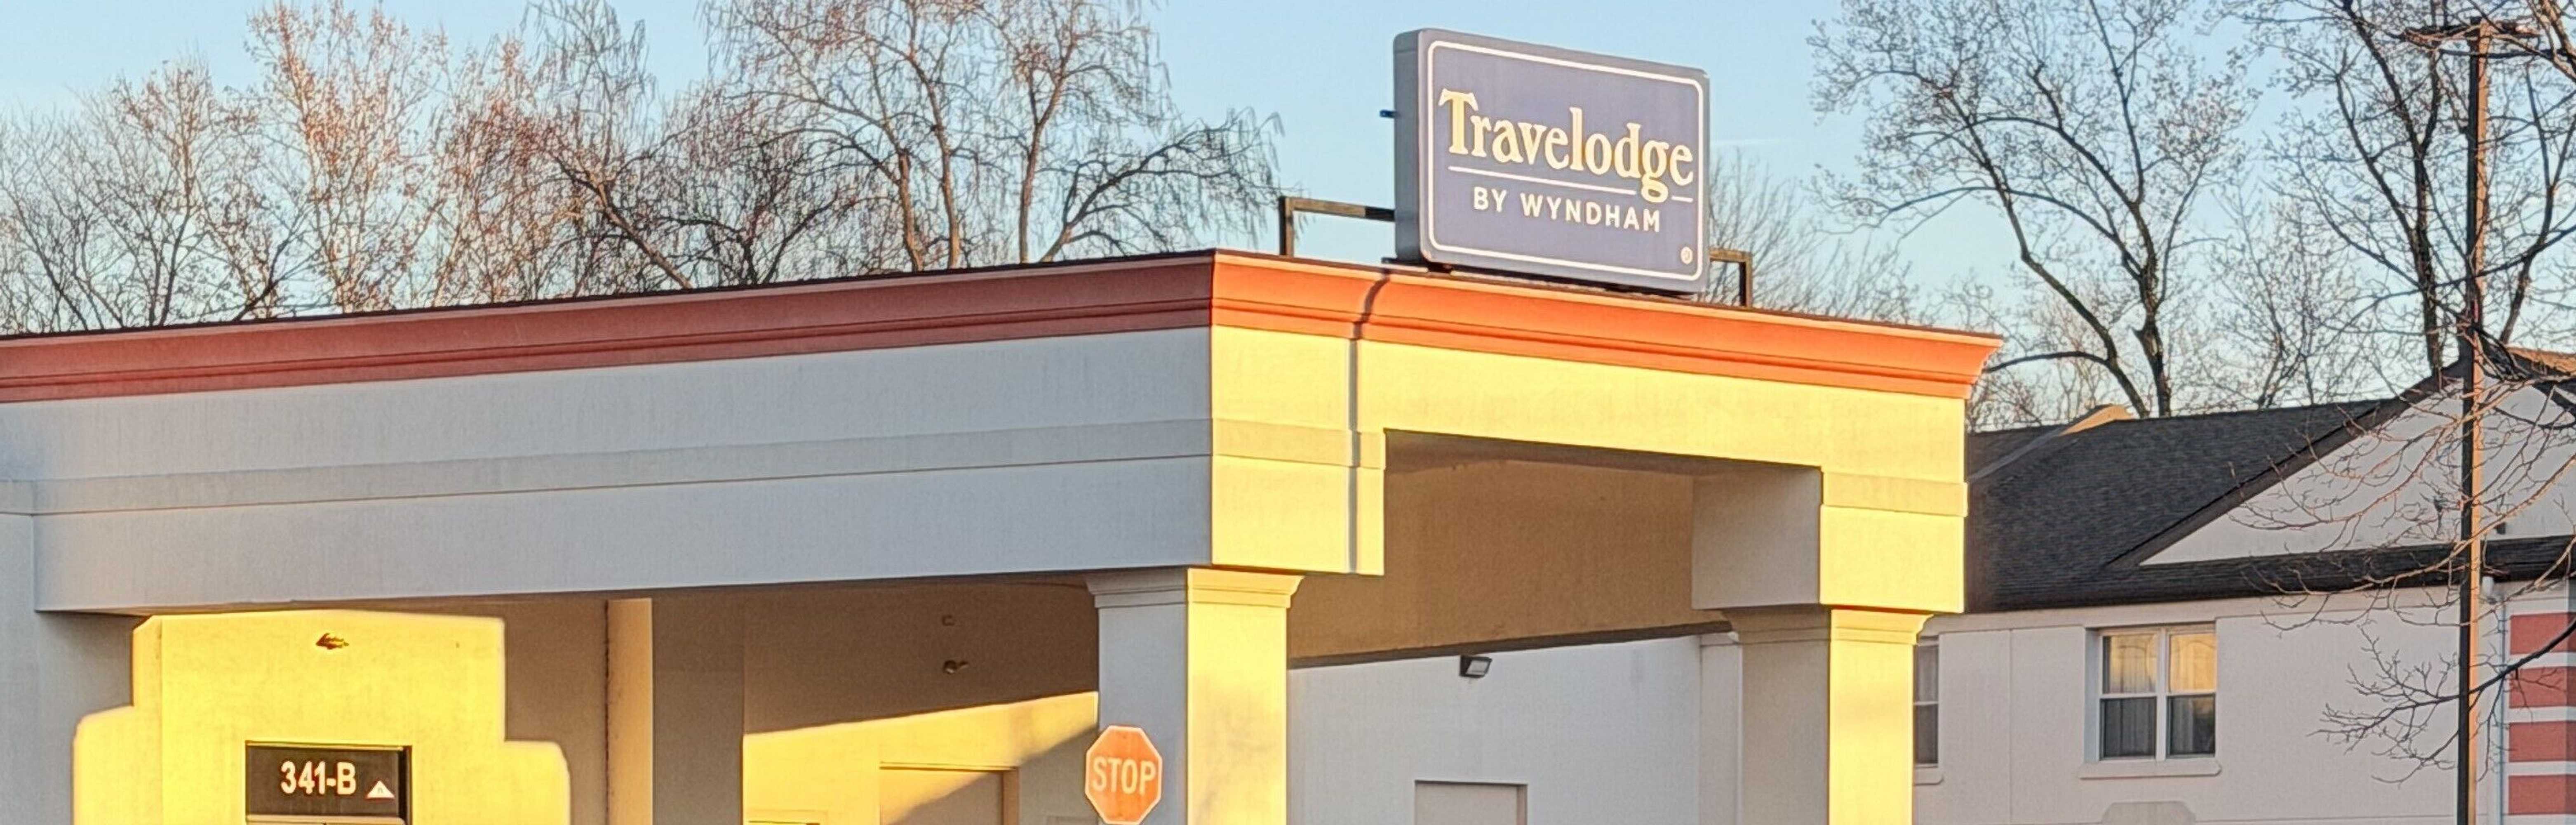 Travelodge
BY WYNDHAM
®
341-B
STOP